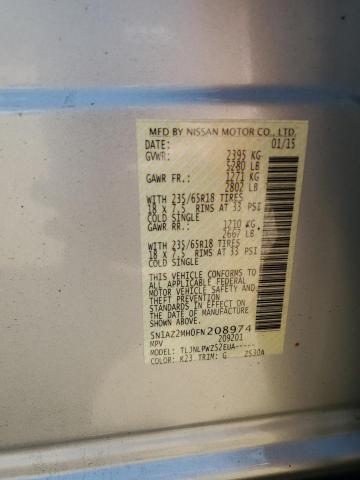 MFD BY NISSAN MOTOR CO., LTD.
DATE: 01/15
GVWR: 2395 KG
5280 LB
GAWR FR.: 1271 KG
2802 LB
WITH 235/65R18 TIRES
18 X 7.5 RIMS AT 33 PSI
COLD SINGLE
GAWR RR.: 1210 KG
2667 LB
WITH 235/65R18 TIRES
18 X 7.5 RIMS AT 33 PSI
COLD SINGLE
THIS VEHICLE CONFORMS TO
ALL APPLICABLE FEDERAL
MOTOR VEHICLE SAFETY AND
STANDARDS IN EFFECT ON
THE DATE OF MANUFACTURE
SHOWN ABOVE.
5N1AZ2MH0FN208974
MPV 209201
MODEL: TLJNLPWZ52EUA-----
COLOR: K23 TRIM: G 2530A